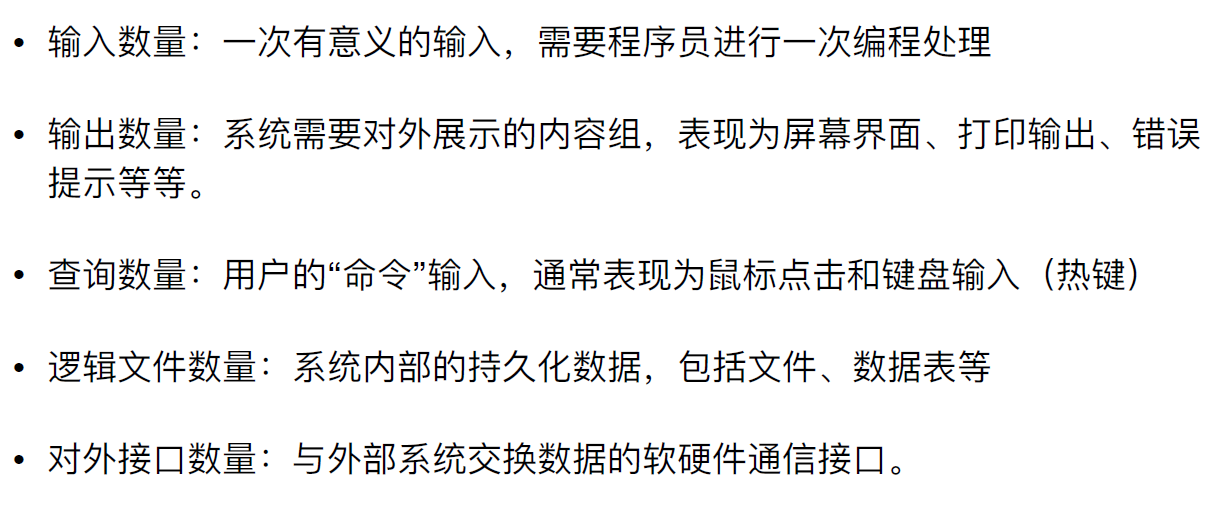 • 输入数量：一次有意义的输入，需要程序员进行一次编程处理
• 输出数量：系统需要对外展示的内容组，表现为屏幕界面、打印输出、错误
提示等等。
• 查询数量：用户的“命令”输入，通常表现为鼠标点击和键盘输入（热键）
• 逻辑文件数量：系统内部的持久化数据，包括文件、数据表等
• 对外接口数量：与外部系统交换数据的软硬件通信接口。